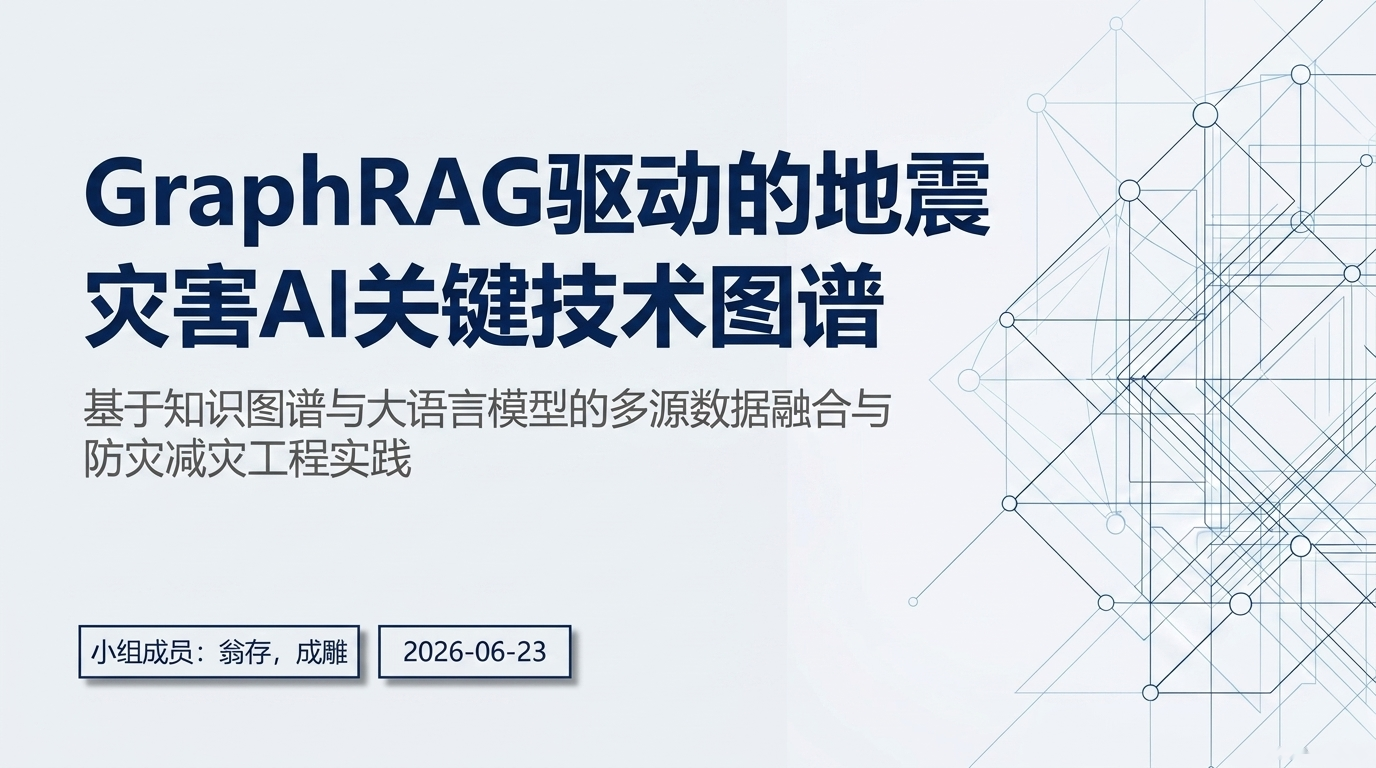 GraphRAG驱动的地震
灾害AI关键技术图谱
基于知识图谱与大语言模型的多源数据融合与
防灾减灾工程实践
小组成员：翁存，成雕
2026-06-23